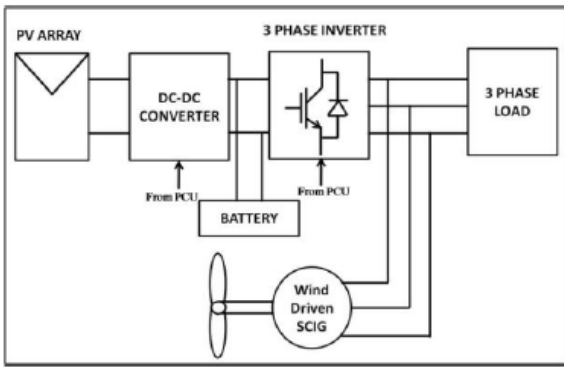 PV ARRAY
3 PHASE INVERTER
DC-DC
CONVERTER
3 PHASE
LOAD
From PCU
From PCU
BATTERY
Wind
Driven
SCIG